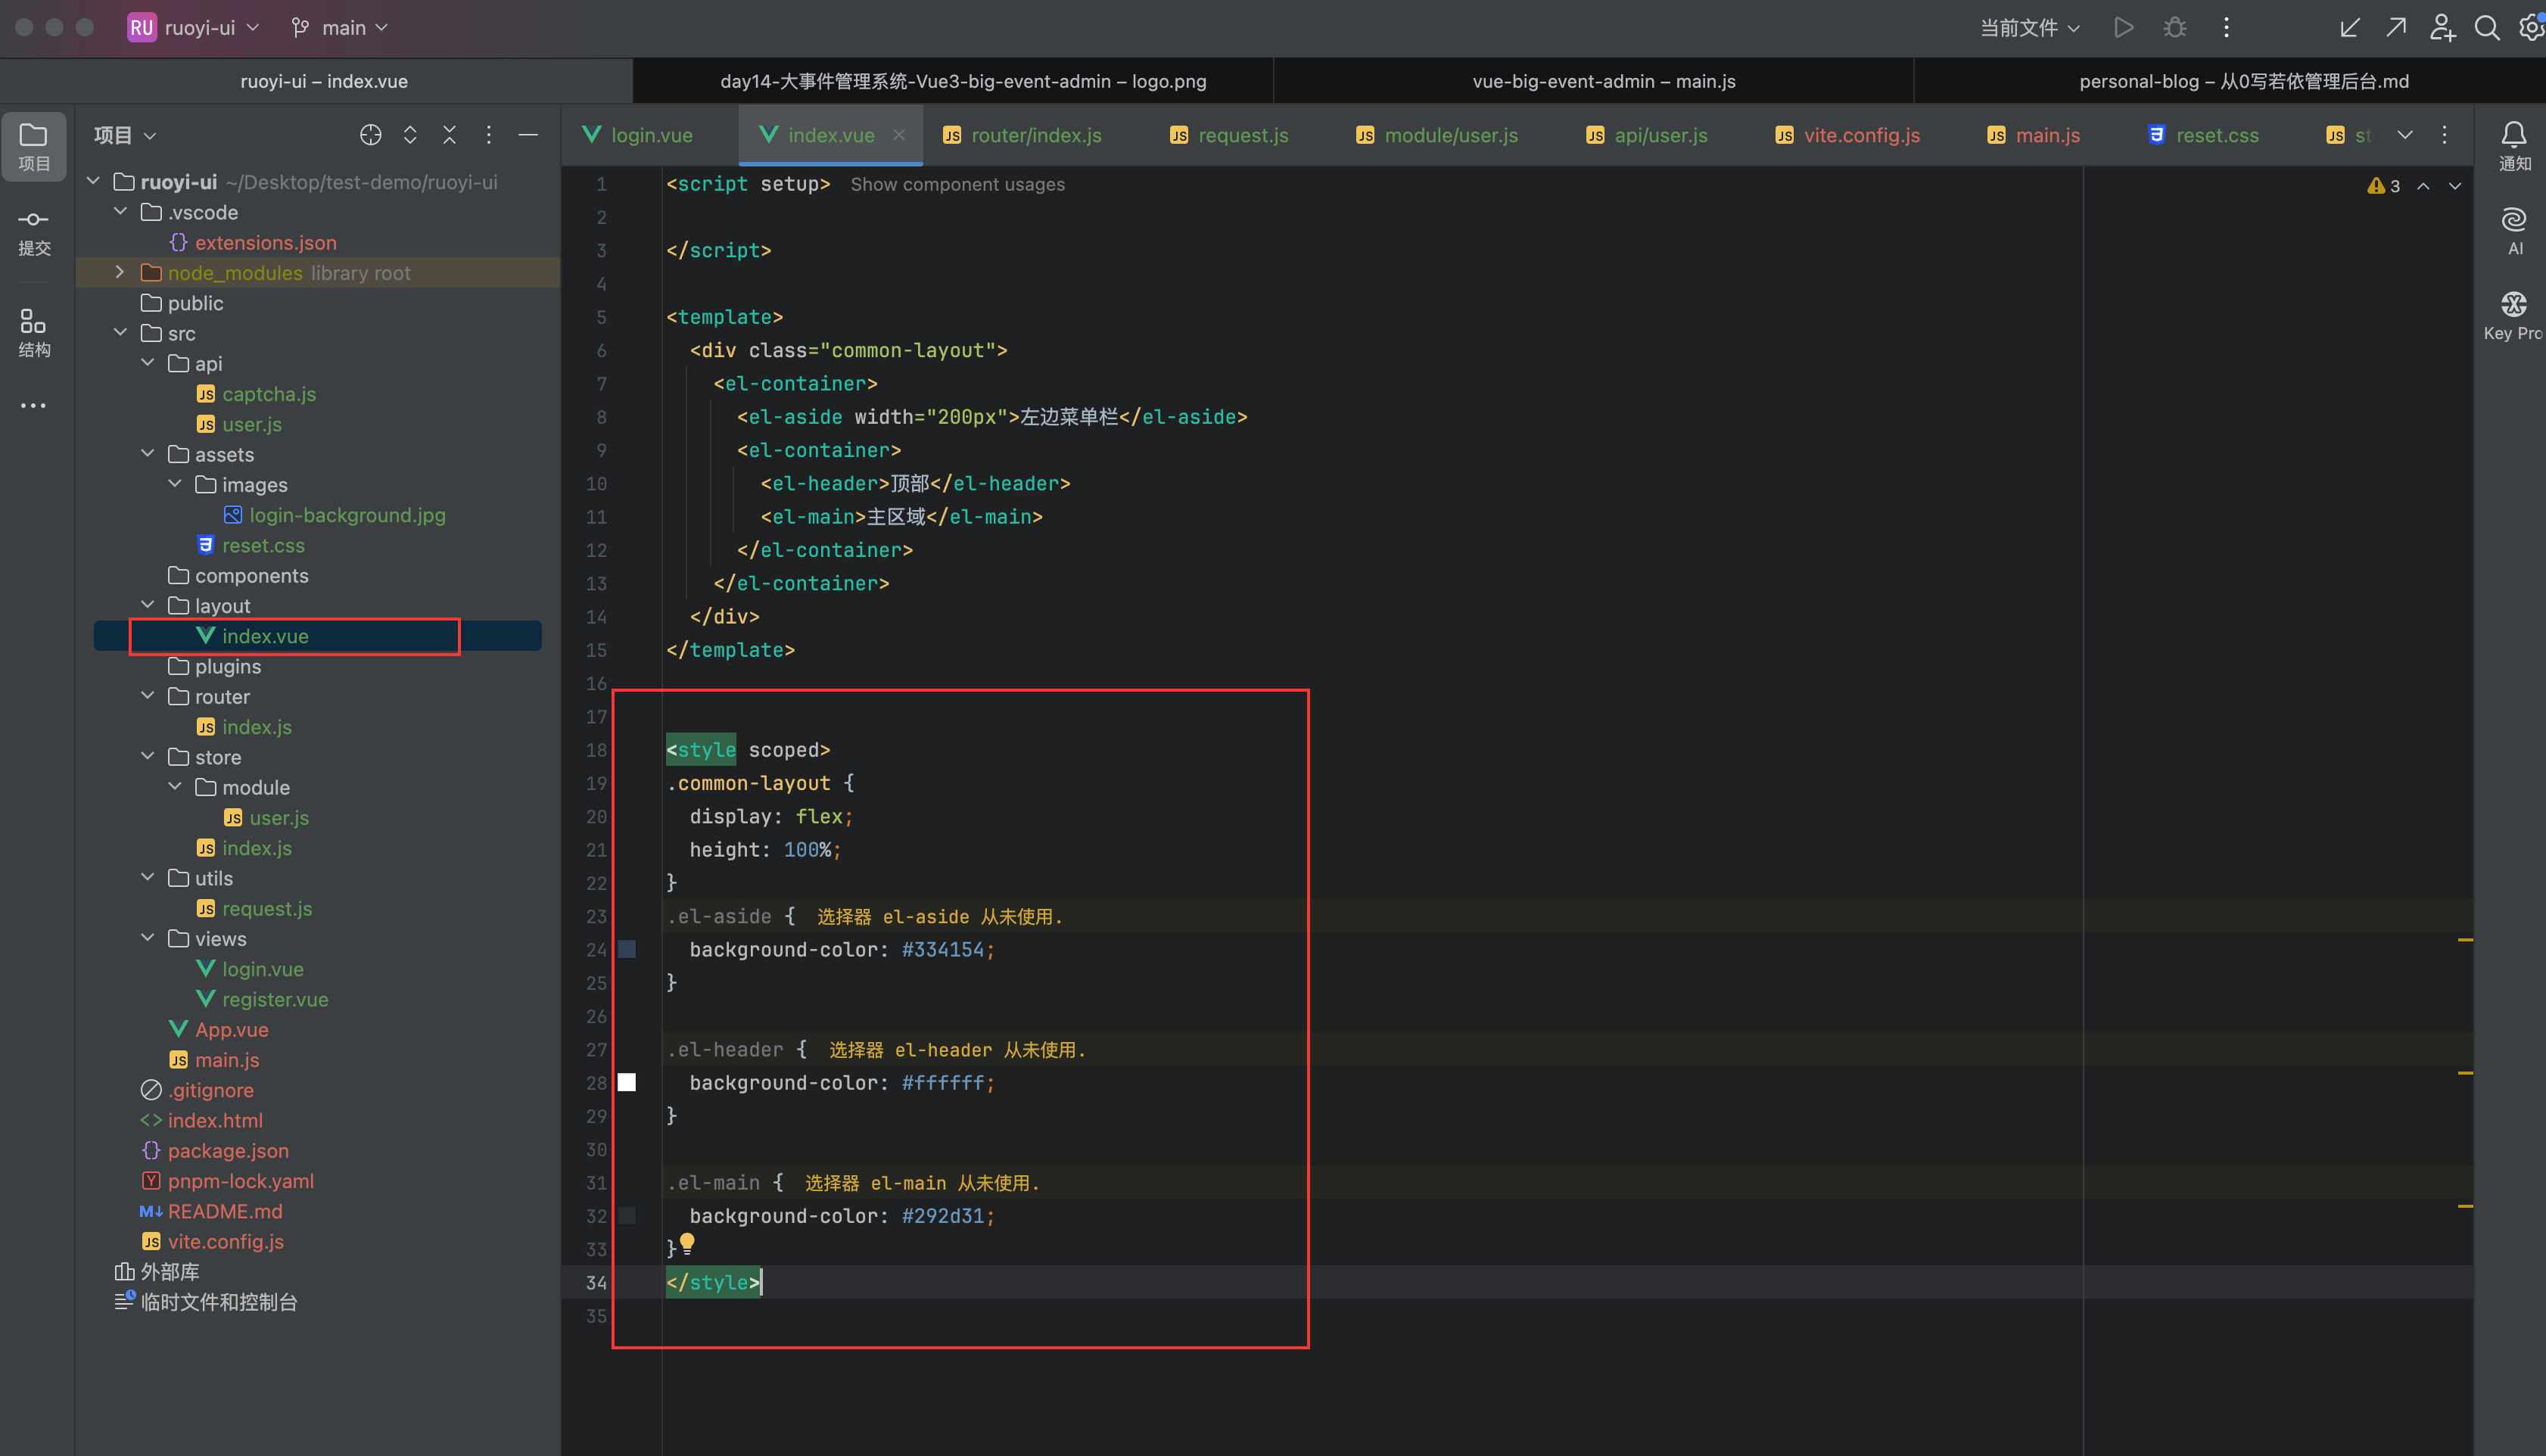 RU ruoyi-ui main 当前文件
ruoyi-ui – index.vue day14-大事件管理系统-Vue3-big-event-admin – logo.png vue-big-event-admin – main.js personal-blog – 从0写若依管理后台.md
项目
login.vue index.vue router/index.js request.js module/user.js api/user.js vite.config.js main.js reset.css st
项目
提交
结构
通知
AI
Key Pro
ruoyi-ui ~/Desktop/test-demo/ruoyi-ui
.vscode
extensions.json
node_modules library root
public
src
api
captcha.js
user.js
assets
images
login-background.jpg
reset.css
components
layout
index.vue
plugins
router
index.js
store
module
user.js
index.js
utils
request.js
views
login.vue
register.vue
App.vue
main.js
.gitignore
index.html
package.json
pnpm-lock.yaml
README.md
vite.config.js
外部库
临时文件和控制台
3
1 <script setup> Show component usages
2
3 </script>
4
5 <template>
6 <div class="common-layout">
7 <el-container>
8 <el-aside width="200px">左边菜单栏</el-aside>
9 <el-container>
10 <el-header>顶部</el-header>
11 <el-main>主区域</el-main>
12 </el-container>
13 </el-container>
14 </div>
15 </template>
16
17
18 <style scoped>
19 .common-layout {
20 display: flex;
21 height: 100%;
22 }
23 .el-aside { 选择器 el-aside 从未使用.
24 background-color: #334154;
25 }
26
27 .el-header { 选择器 el-header 从未使用.
28 background-color: #ffffff;
29 }
30
31 .el-main { 选择器 el-main 从未使用.
32 background-color: #292d31;
33 }
34 </style>
35